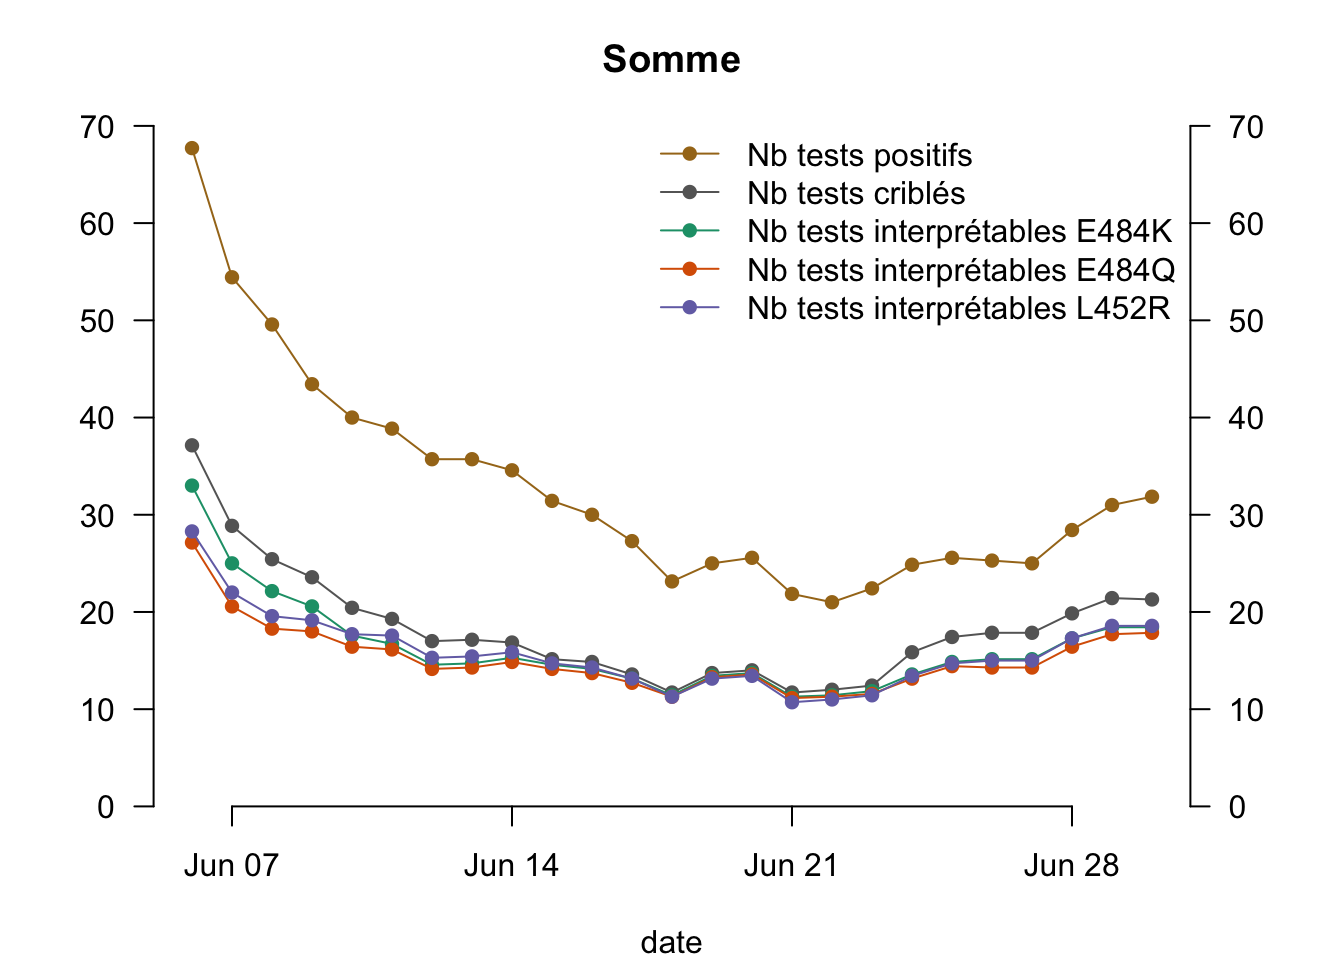 Somme
70
60
50
40
30
20
10
0
Nb tests positifs
Nb tests criblés
Nb tests interprétables E484K
Nb tests interprétables E484Q
Nb tests interprétables L452R
70
60
50
40
30
20
10
0
Jun 07
Jun 14
Jun 21
Jun 28
date